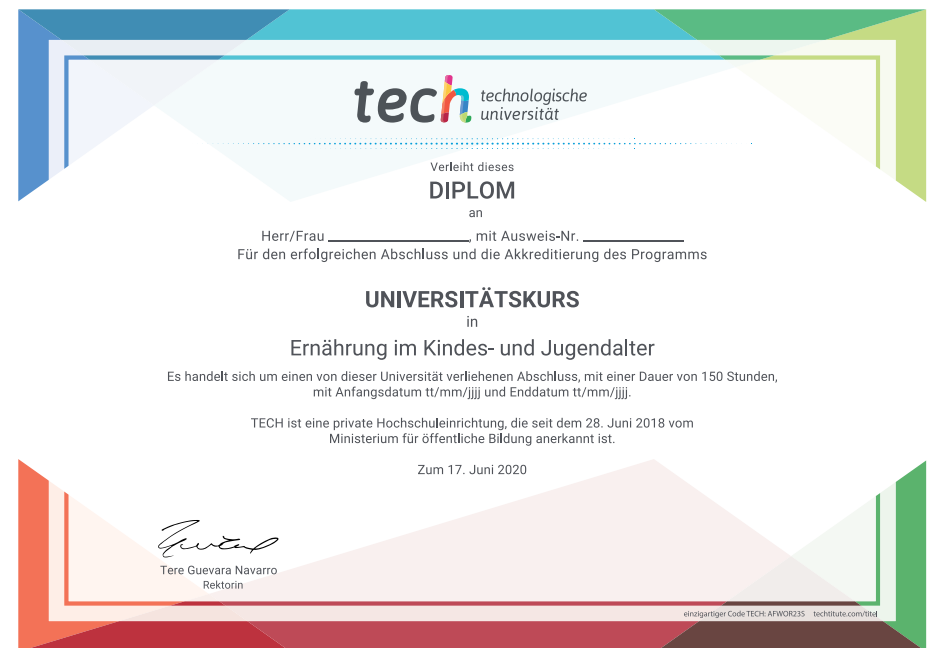 tech technologische
universität
Verleiht dieses
DIPLOM
an
Herr/Frau ________________, mit Ausweis-Nr. ____________
Für den erfolgreichen Abschluss und die Akkreditierung des Programms
UNIVERSITÄTSKURS
in
Ernährung im Kindes- und Jugendalter
Es handelt sich um einen von dieser Universität verliehenen Abschluss, mit einer Dauer von 150 Stunden,
mit Anfangsdatum tt/mm/jjjj und Enddatum tt/mm/jjjj.
TECH ist eine private Hochschuleinrichtung, die seit dem 28. Juni 2018 vom
Ministerium für öffentliche Bildung anerkannt ist.
Zum 17. Juni 2020
Tere Guevara Navarro
Rektorin
einzigartiger Code TECH: AFWOR23S techtitute.com/titel